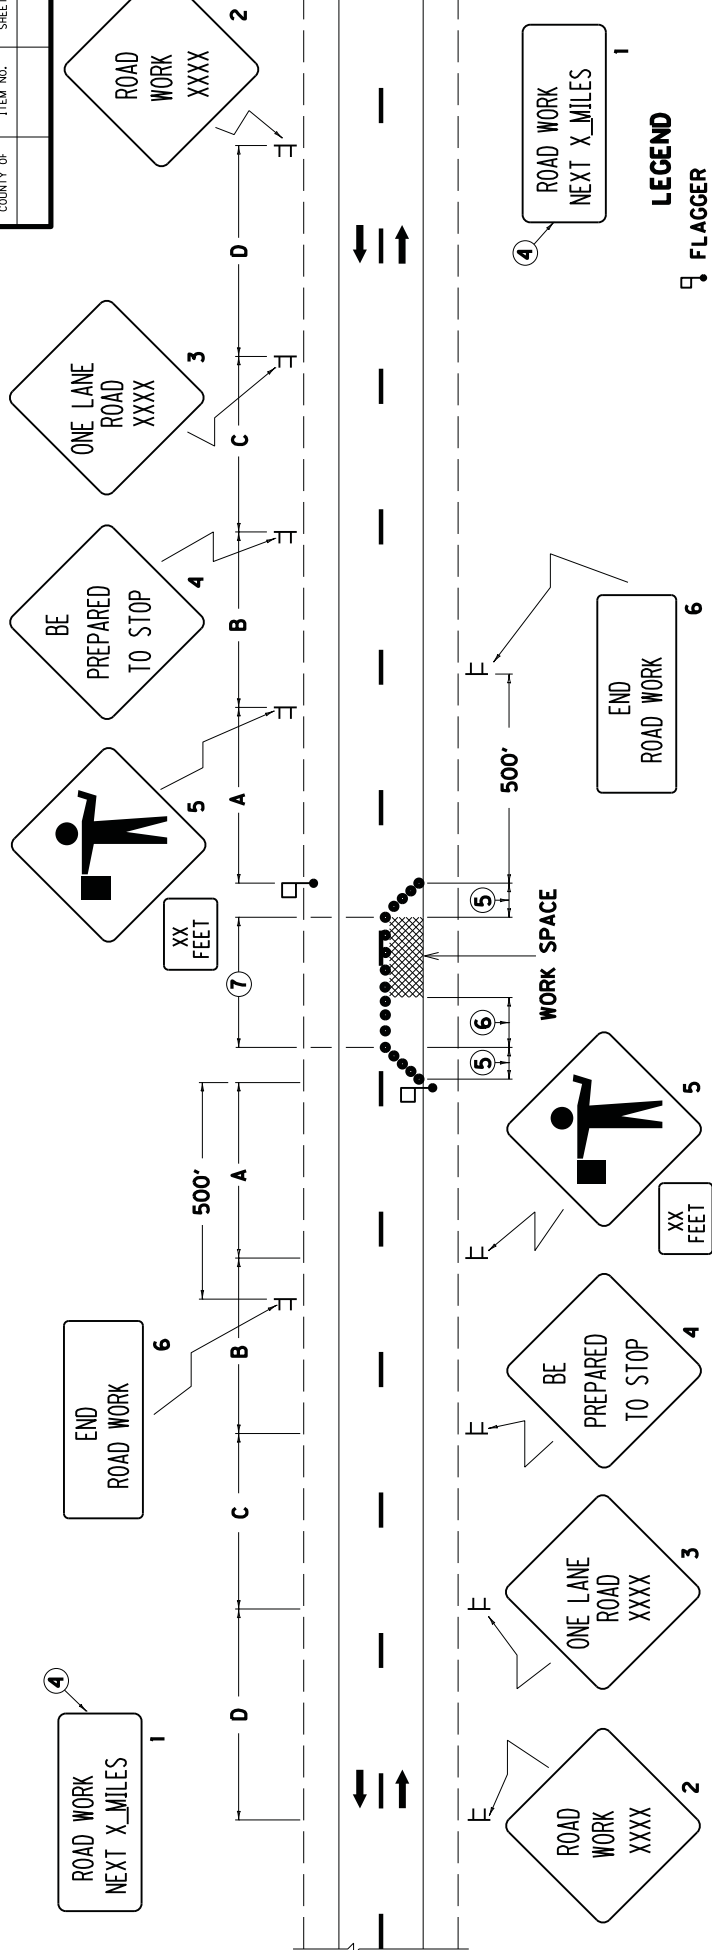 COUNTY OF ITEM NO.
4
ROAD WORK
NEXT X_MILES
1
END
ROAD WORK
6
5
XX
FEET
BE
PREPARED
TO STOP
4
ONE LANE
ROAD
XXXX
3
ROAD
WORK
XXXX
2
500'
D C B A 7 A B C D
5 6 5 500'
WORK SPACE
ROAD
WORK
XXXX
2
ONE LANE
ROAD
XXXX
3
BE
PREPARED
TO STOP
4
5
XX
FEET
END
ROAD WORK
6
4
ROAD WORK
NEXT X_MILES
1
LEGEND
FLAGGER